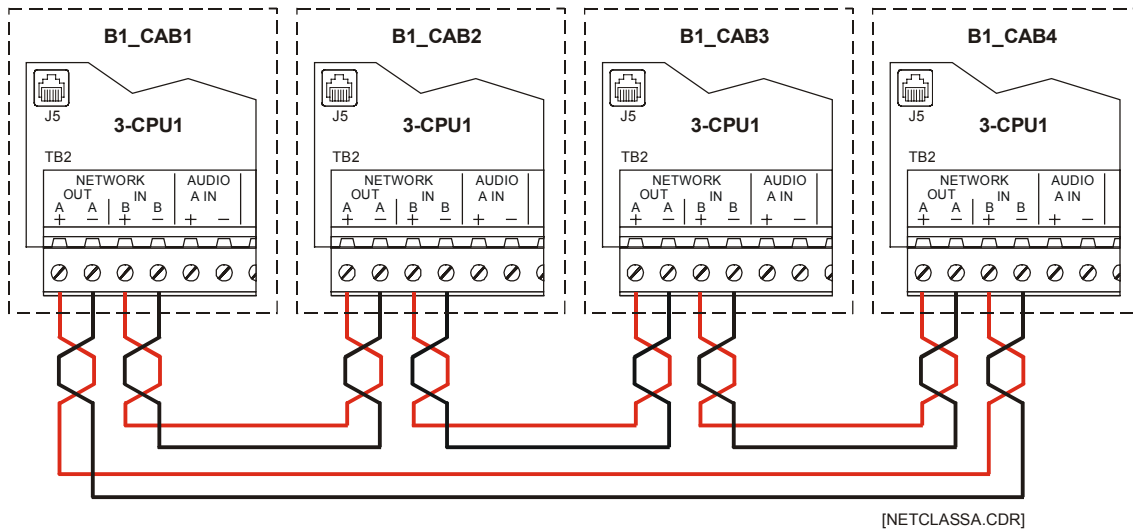 B1_CAB1 B1_CAB2 B1_CAB3 B1_CAB4
J5 J5 J5 J5
3-CPU1 3-CPU1 3-CPU1 3-CPU1
TB2 TB2 TB2 TB2
NETWORK AUDIO NETWORK AUDIO NETWORK AUDIO NETWORK AUDIO
OUT IN A IN OUT IN A IN OUT IN A IN OUT IN A IN
A A B B A A B B A A B B A A B B
+ − + − + − + − + − + − + − + − + − + − + − + −
[NETCLASSA.CDR]